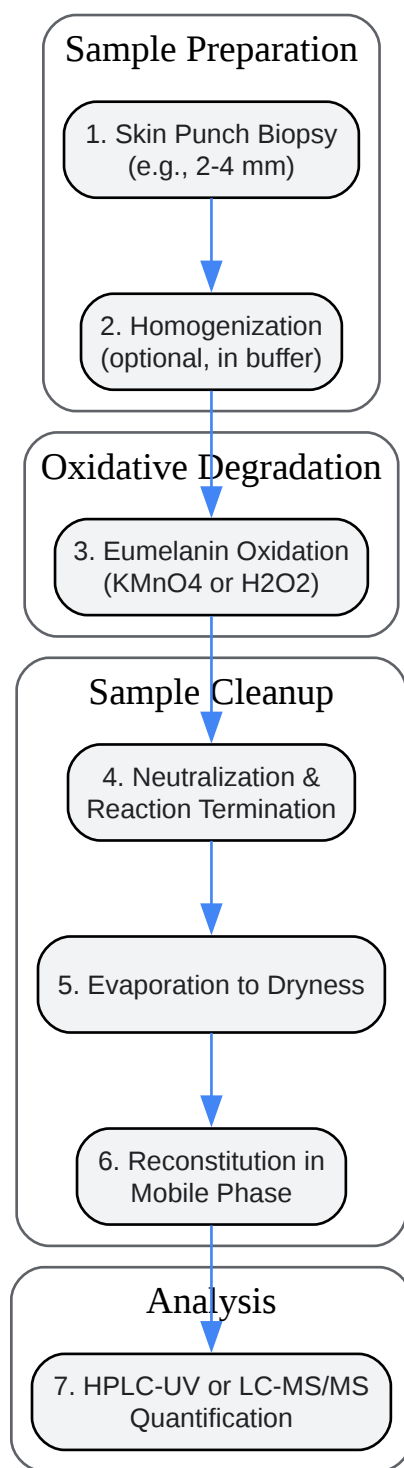 Sample Preparation
1. Skin Punch Biopsy
(e.g., 2-4 mm)
2. Homogenization
(optional, in buffer)
Oxidative Degradation
3. Eumelanin Oxidation
(KMnO4 or H2O2)
Sample Cleanup
4. Neutralization &
Reaction Termination
5. Evaporation to Dryness
6. Reconstitution in
Mobile Phase
Analysis
7. HPLC-UV or LC-MS/MS
Quantification